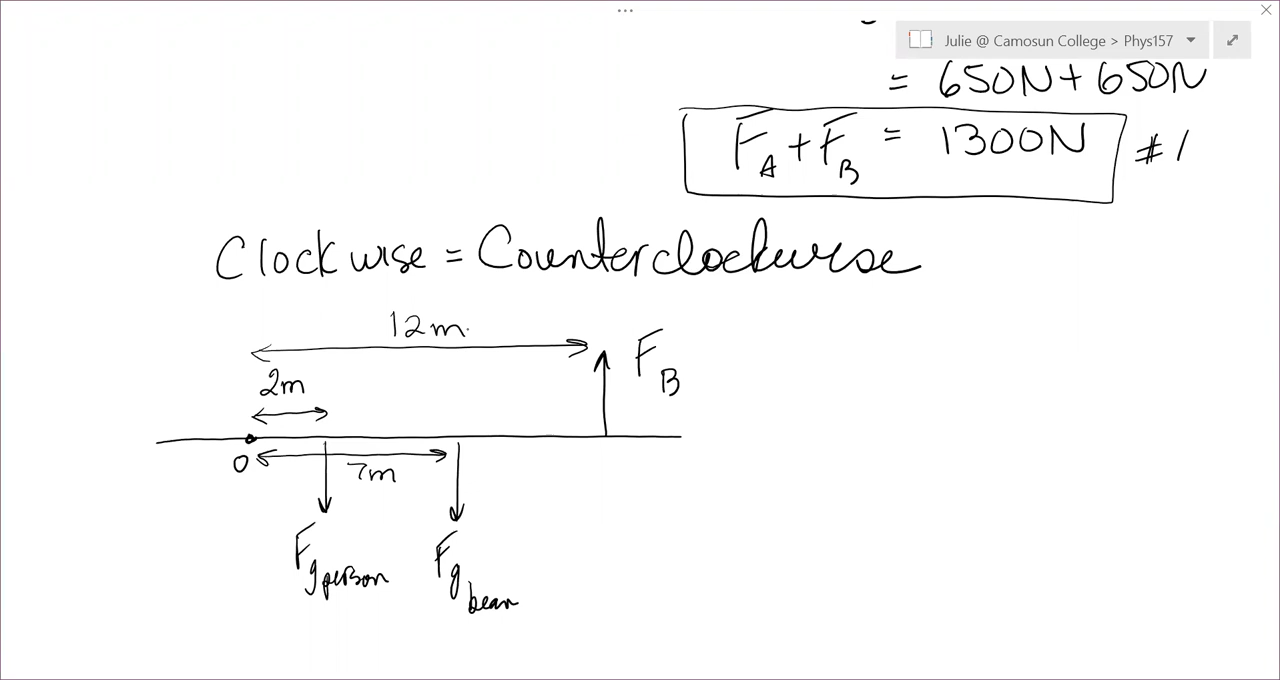 Julie @ Camosun College > Phys157
= 650N + 650N
F_A + F_B = 1300N #1
Clockwise = Counterclockwise
12m
2m
F_B
0
7m
F_g person
F_g beam